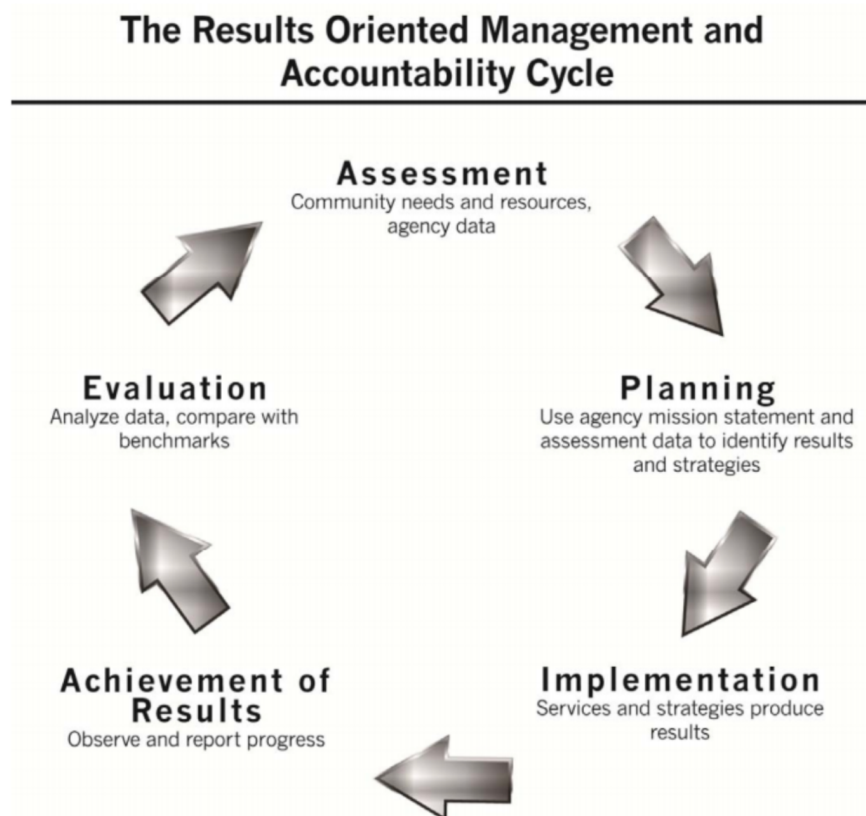 The Results Oriented Management and
Accountability Cycle
Assessment
Community needs and resources,
agency data
Planning
Use agency mission statement and
assessment data to identify results
and strategies
Implementation
Services and strategies produce
results
Achievement of
Results
Observe and report progress
Evaluation
Analyze data, compare with
benchmarks